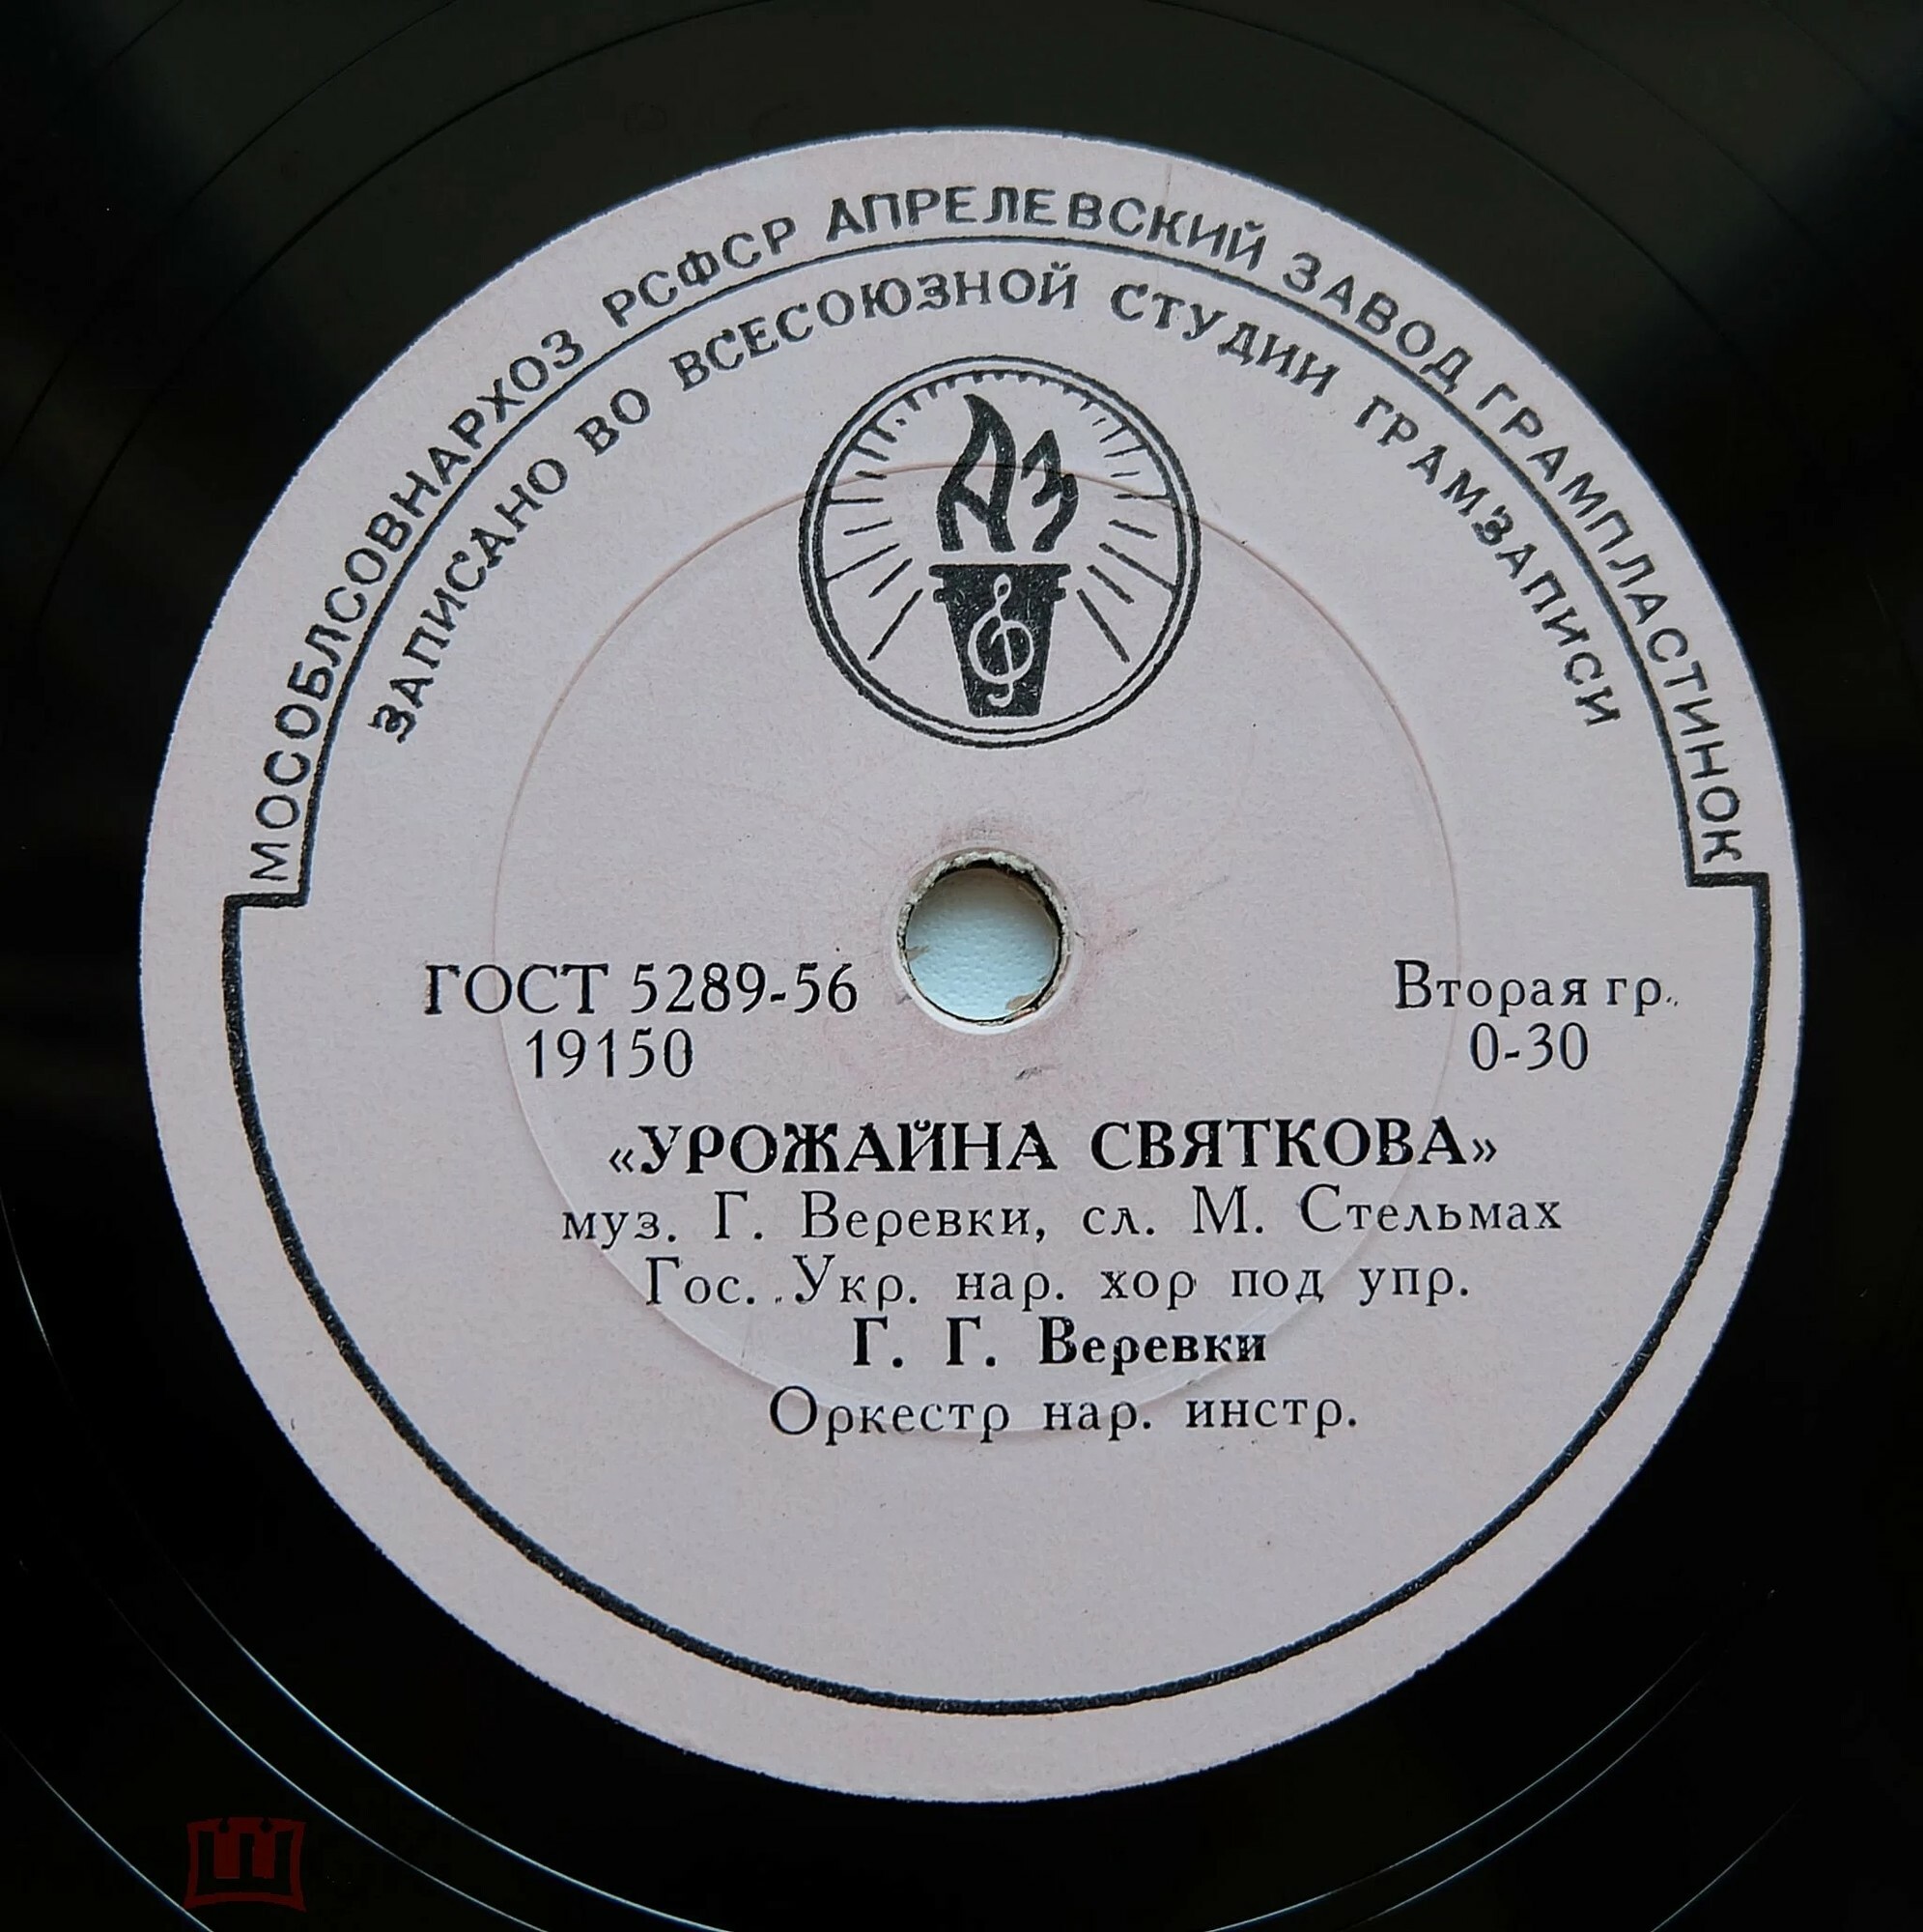 МОСОБЛСОВНАРХОЗ РСФСР АПРЕЛЕВСКИЙ ЗАВОД ГРАМПЛАСТИНОК
ЗАПИСАНО ВО ВСЕСОЮЗНОЙ СТУДИИ ГРАМЗАПИСИ
АЗ
ГОСТ 5289-56 Вторая гр.
19150 0-30
«УРОЖАЙНА СВЯТКОВА»
муз. Г. Веревки, сл. М. Стельмах
Гос. Укр. нар. хор под упр.
Г. Г. Веревки
Оркестр нар. инстр.